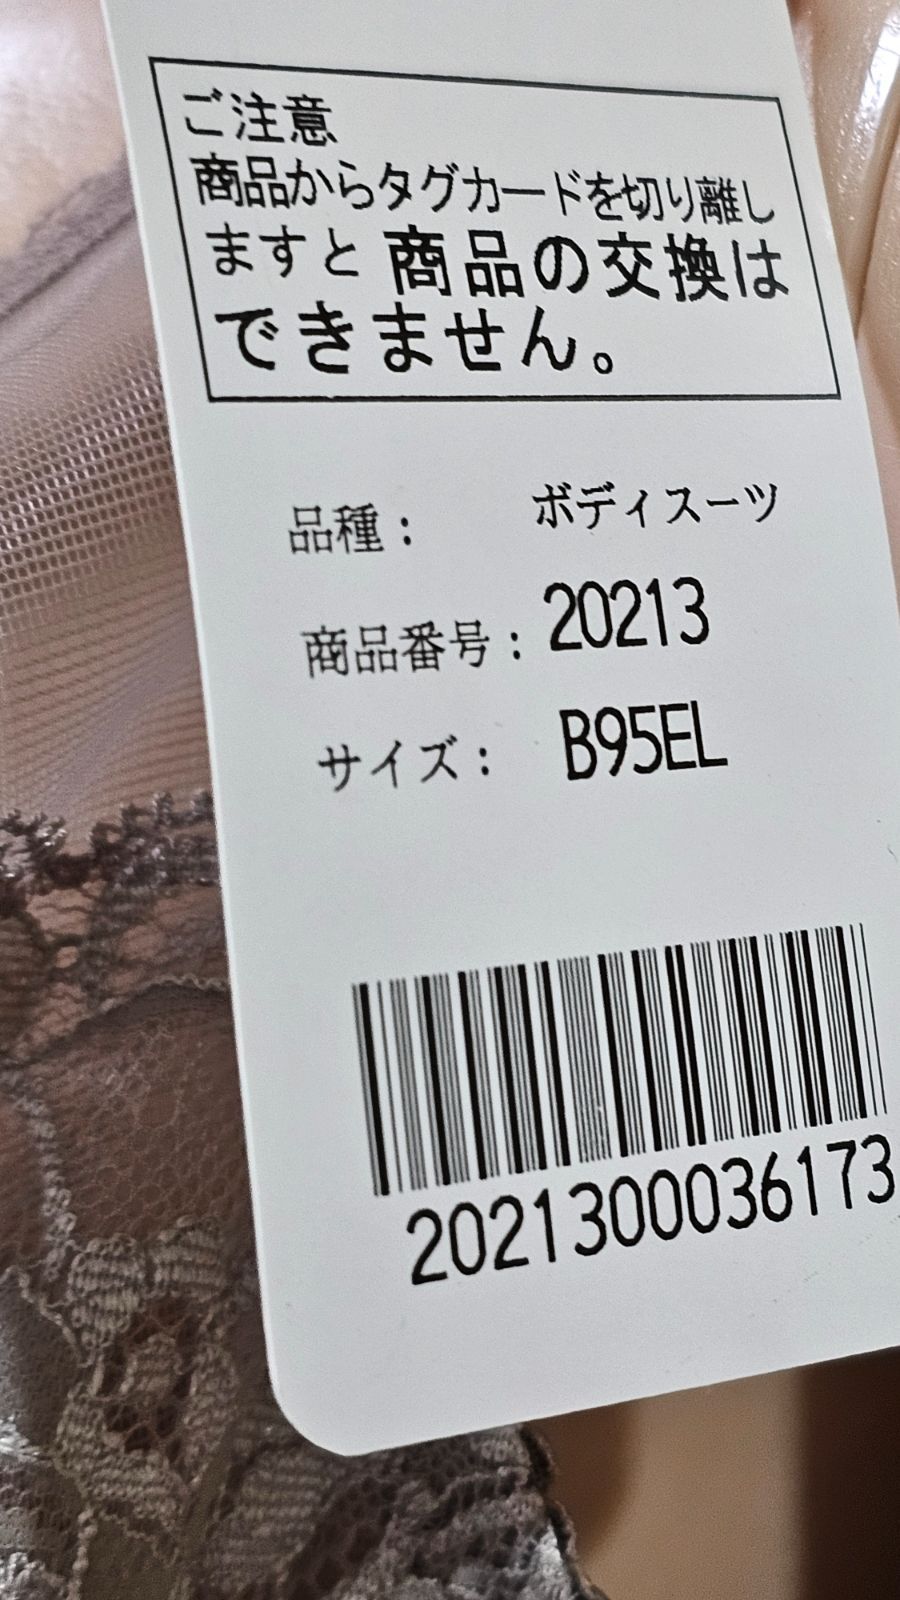 ご注意
商品からタグカードを切り離し
ますと 商品の交換は
できません。
品種： ボディスーツ
商品番号：20213
サイズ： B95EL
2021300036173